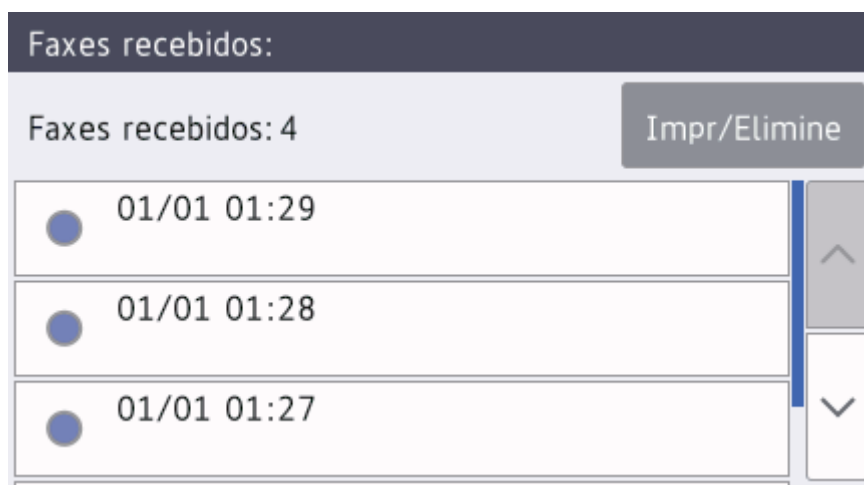 Faxes recebidos:
Faxes recebidos: 4
Impr/Elimine
01/01 01:29
01/01 01:28
01/01 01:27